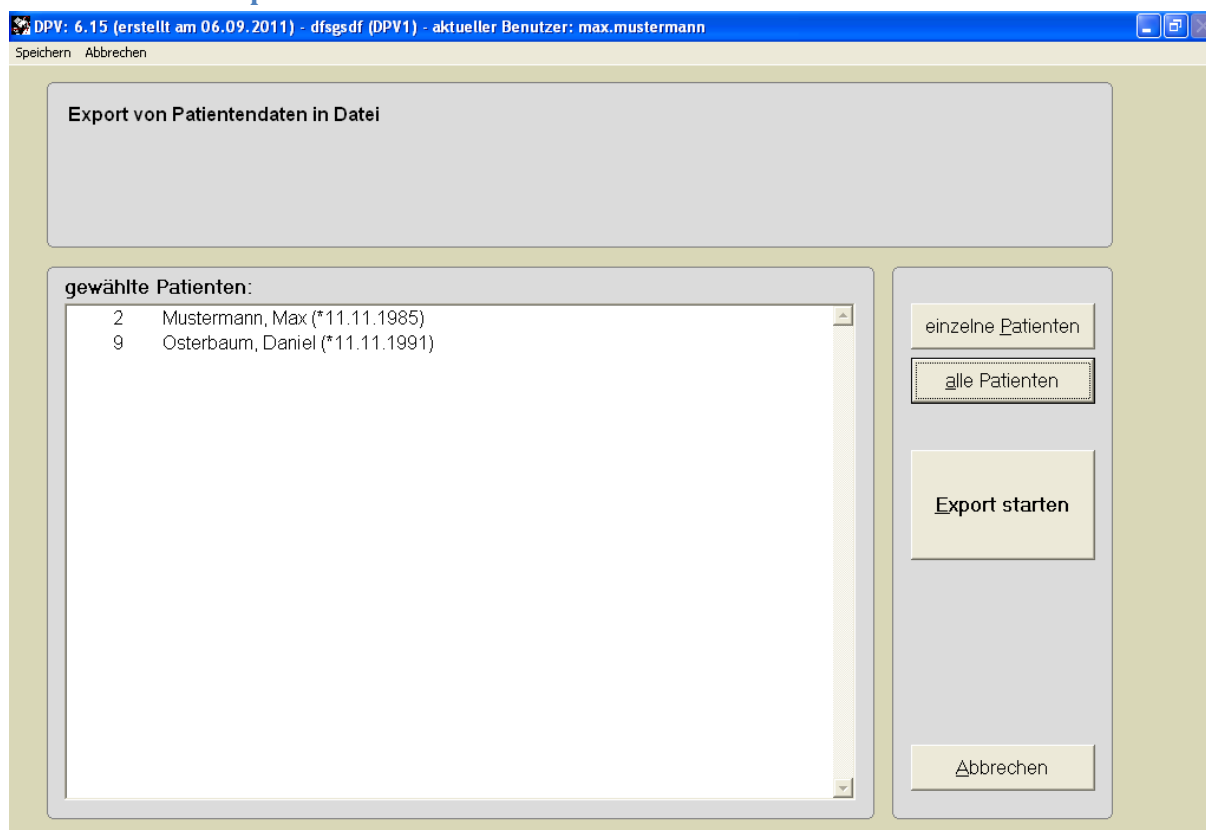 DPV: 6.15 (erstellt am 06.09.2011) - dfsgsdf (DPV1) - aktueller Benutzer: max.mustermann
Speichern Abbrechen
Export von Patientendaten in Datei
gewählte Patienten:
2 Mustermann, Max (*11.11.1985)
9 Osterbaum, Daniel (*11.11.1991)
einzelne Patienten
alle Patienten
Export starten
Abbrechen